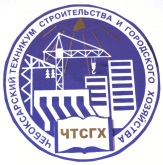 ЧЕБОКСАРСКИЙ ТЕХНИКУМ СТРОИТЕЛЬСТВА И ГОРОДСКОГО ХОЗЯЙСТВА
ЧТСГХ